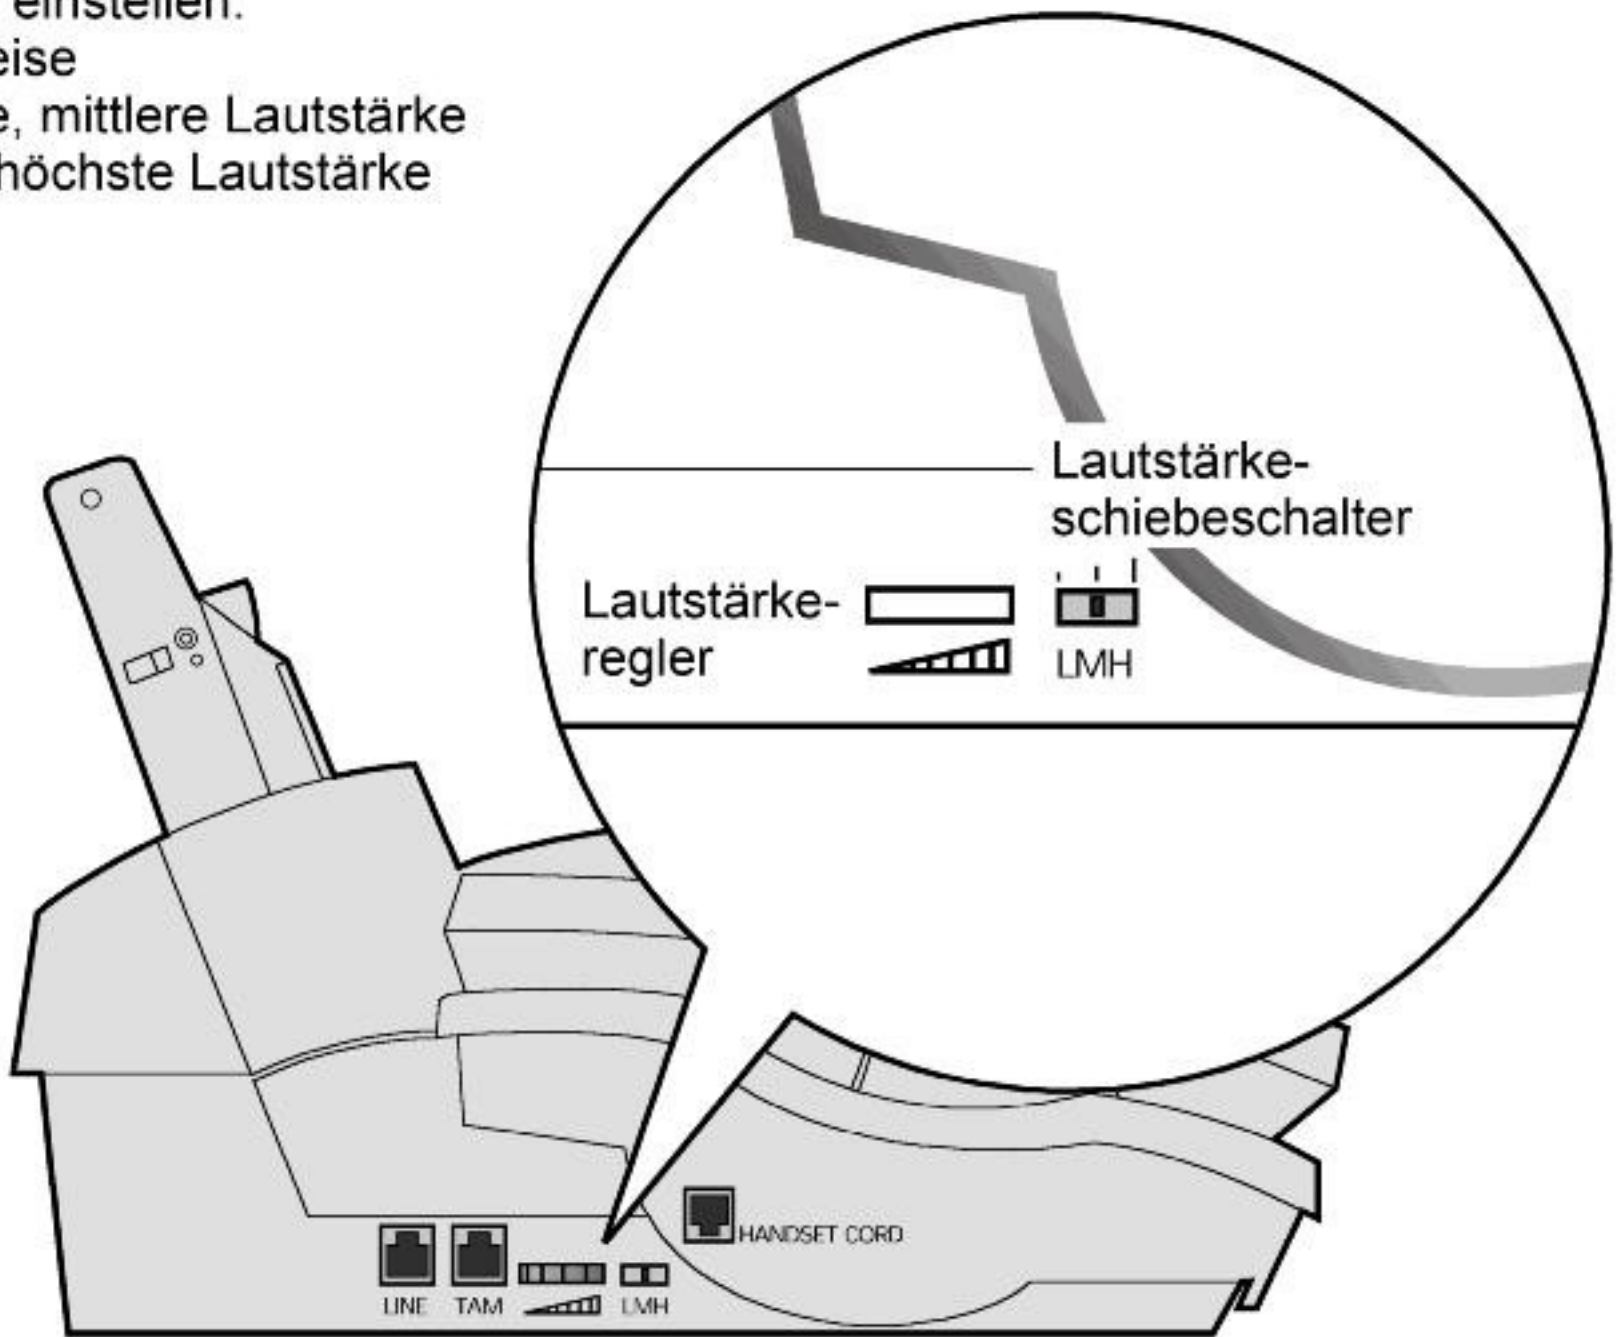 einstellen.
eise
e, mittlere Lautstärke
höchste Lautstärke
Lautstärke-
schiebeschalter
Lautstärke-
regler
LMH
HANDSET CORD
LINE TAM LMH